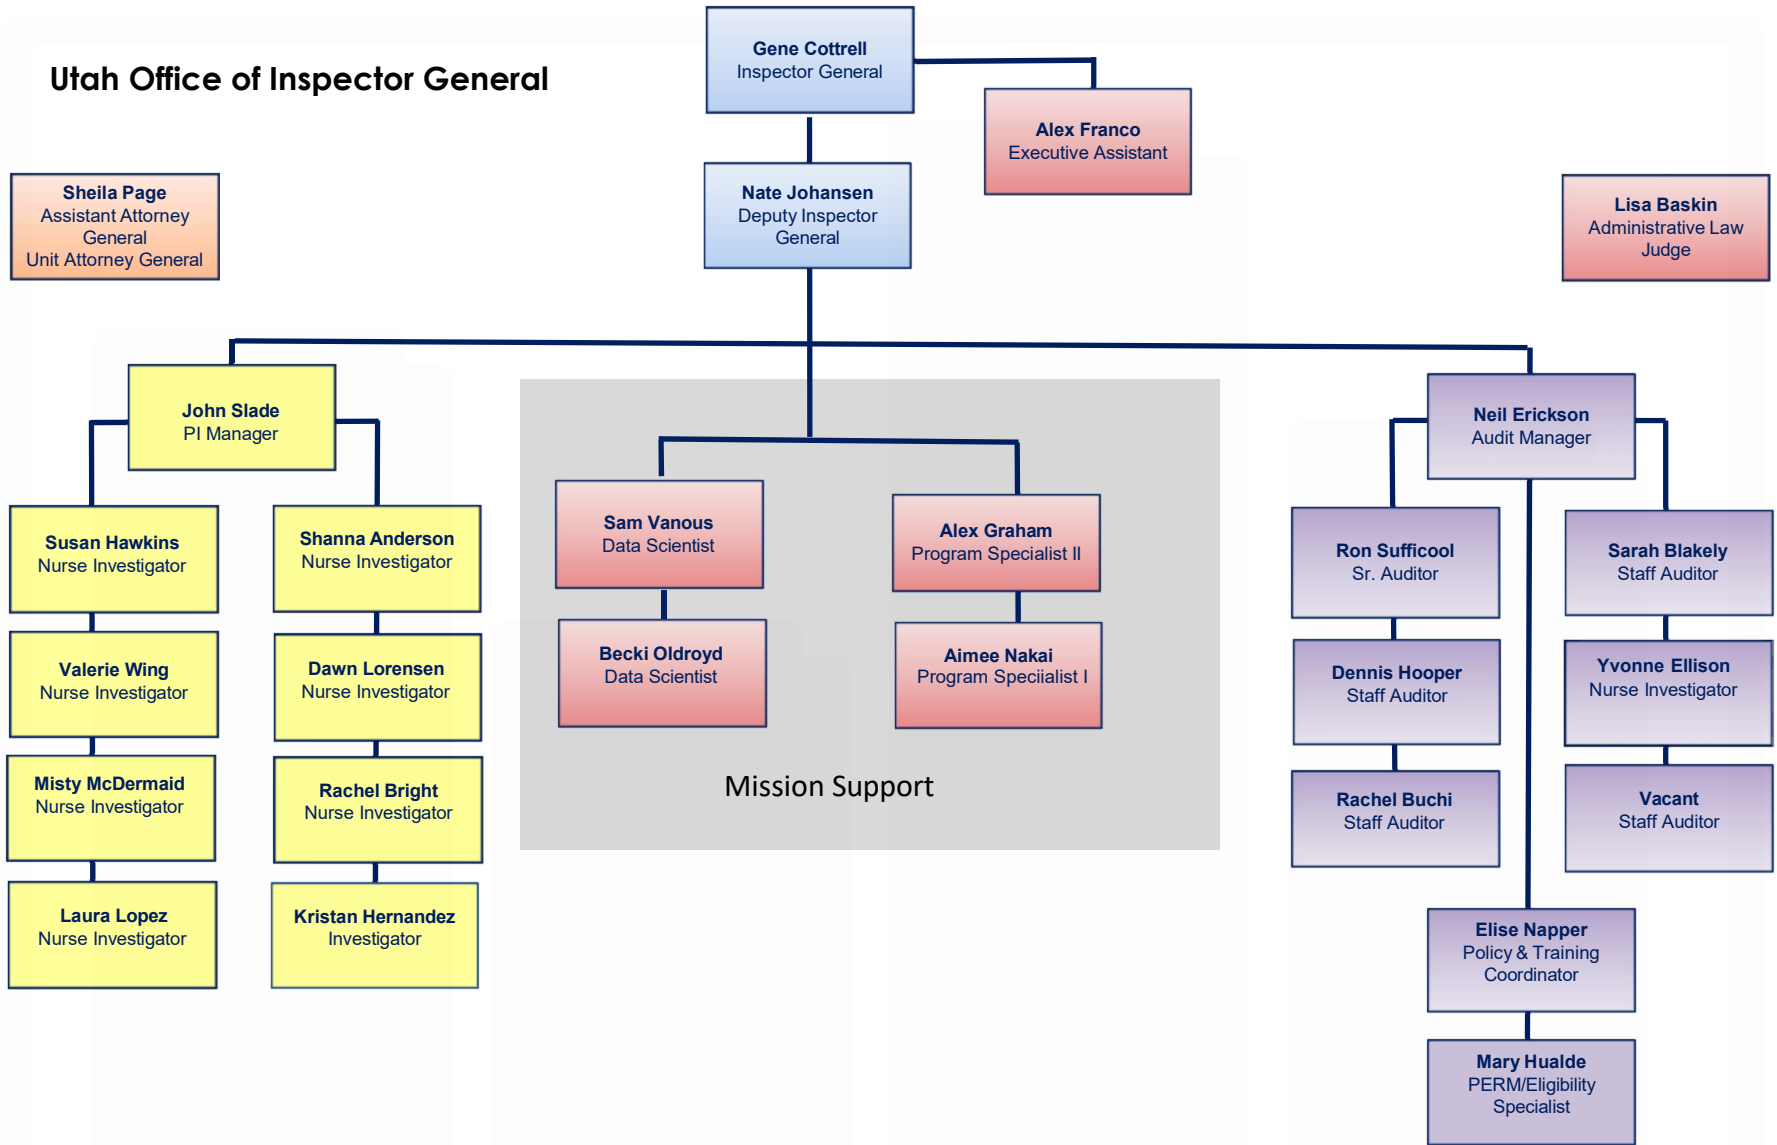 Utah Office of Inspector General
Gene Cottrell
Inspector General
Alex Franco
Executive Assistant
Sheila Page
Assistant Attorney
General
Unit Attorney General
Nate Johansen
Deputy Inspector
General
Lisa Baskin
Administrative Law
Judge
John Slade
PI Manager
Neil Erickson
Audit Manager
Susan Hawkins
Nurse Investigator
Shanna Anderson
Nurse Investigator
Valerie Wing
Nurse Investigator
Dawn Lorensen
Nurse Investigator
Misty McDermaid
Nurse Investigator
Rachel Bright
Nurse Investigator
Laura Lopez
Nurse Investigator
Kristan Hernandez
Investigator
Sam Vanous
Data Scientist
Alex Graham
Program Specialist II
Becki Oldroyd
Data Scientist
Aimee Nakai
Program Speciialist I
Mission Support
Ron Sufficool
Sr. Auditor
Sarah Blakely
Staff Auditor
Dennis Hooper
Staff Auditor
Yvonne Ellison
Nurse Investigator
Rachel Buchi
Staff Auditor
Vacant
Staff Auditor
Elise Napper
Policy & Training
Coordinator
Mary Hualde
PERM/Eligibility
Specialist